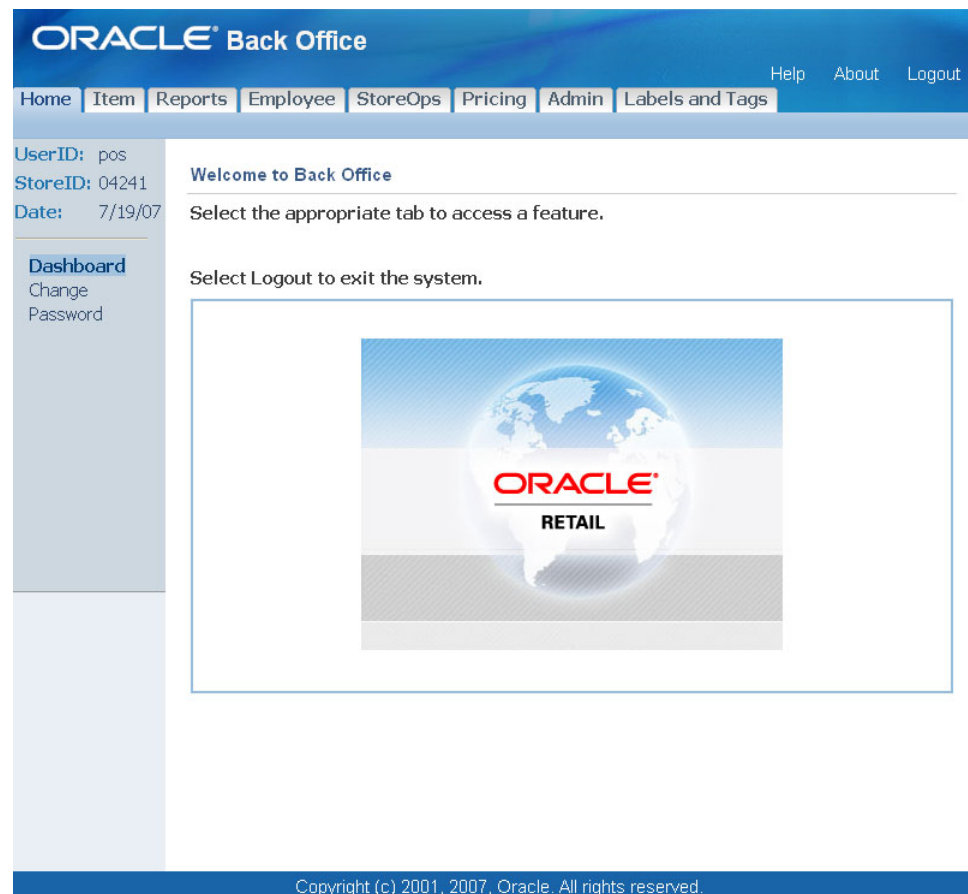 ORACLE® Back Office
Help About Logout
Home Item Reports Employee StoreOps Pricing Admin Labels and Tags
UserID: pos
StoreID: 04241
Date: 7/19/07
Dashboard
Change
Password
Welcome to Back Office
Select the appropriate tab to access a feature.
Select Logout to exit the system.
ORACLE®
RETAIL
Copyright (c) 2001, 2007, Oracle. All rights reserved.